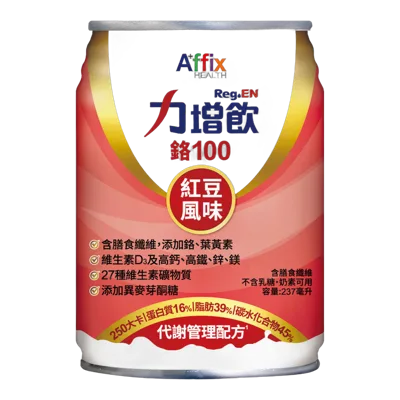 Affix
HEALTH
Reg.EN
力增飲
鉻100
紅豆
風味
含膳食纖維，添加鉻、葉黃素
維生素D₃及高鈣、高鐵、鋅、鎂
27種維生素礦物質
添加異麥芽酮糖
含膳食纖維
不含乳糖，奶素可用
容量:237毫升
250大卡|蛋白質16%|脂肪39%|碳水化合物45%
代謝管理配方